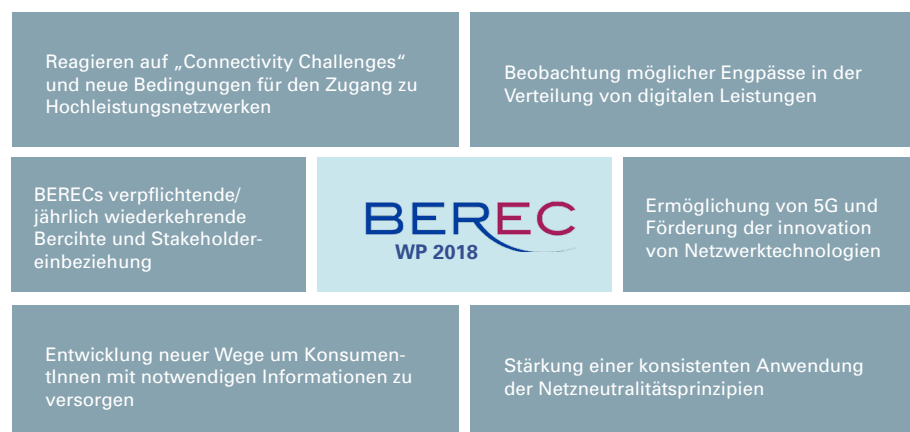 Reagieren auf „Connectivity Challenges“
und neue Bedingungen für den Zugang zu
Hochleistungsnetzwerken
Beobachtung möglicher Engpässe in der
Verteilung von digitalen Leistungen
BERECs verpflichtende/
jährlich wiederkehrende
Bercihte und Stakeholder-
einbeziehung
BEREC
WP 2018
Ermöglichung von 5G und
Förderung der innovation
von Netzwerktechnologien
Entwicklung neuer Wege um Konsumen-
tInnen mit notwendigen Informationen zu
versorgen
Stärkung einer konsistenten Anwendung
der Netzneutralitätsprinzipien